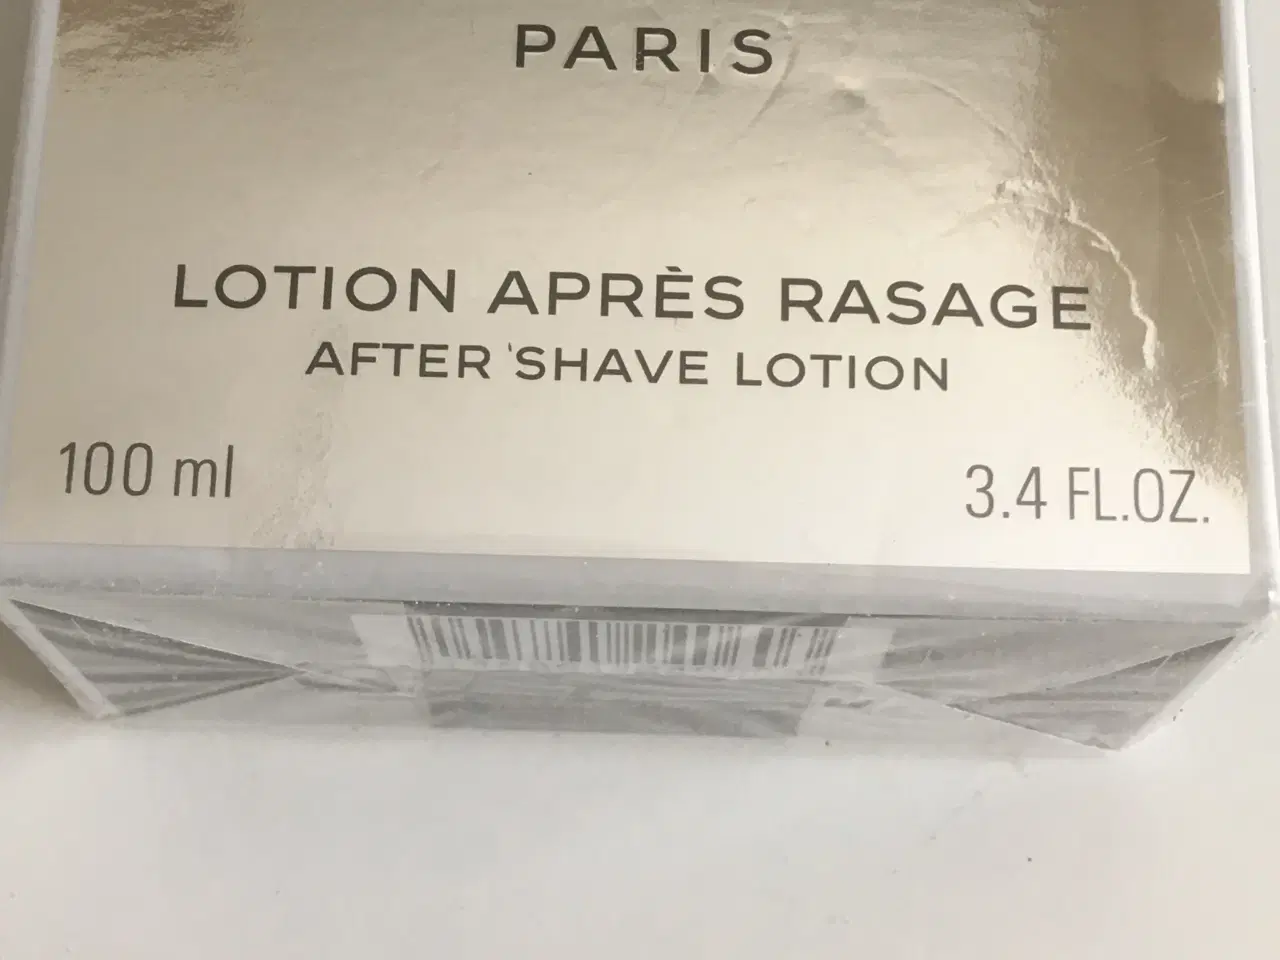 PARIS
LOTION APRÈS RASAGE
AFTER SHAVE LOTION
100 ml
3.4 FL.OZ.